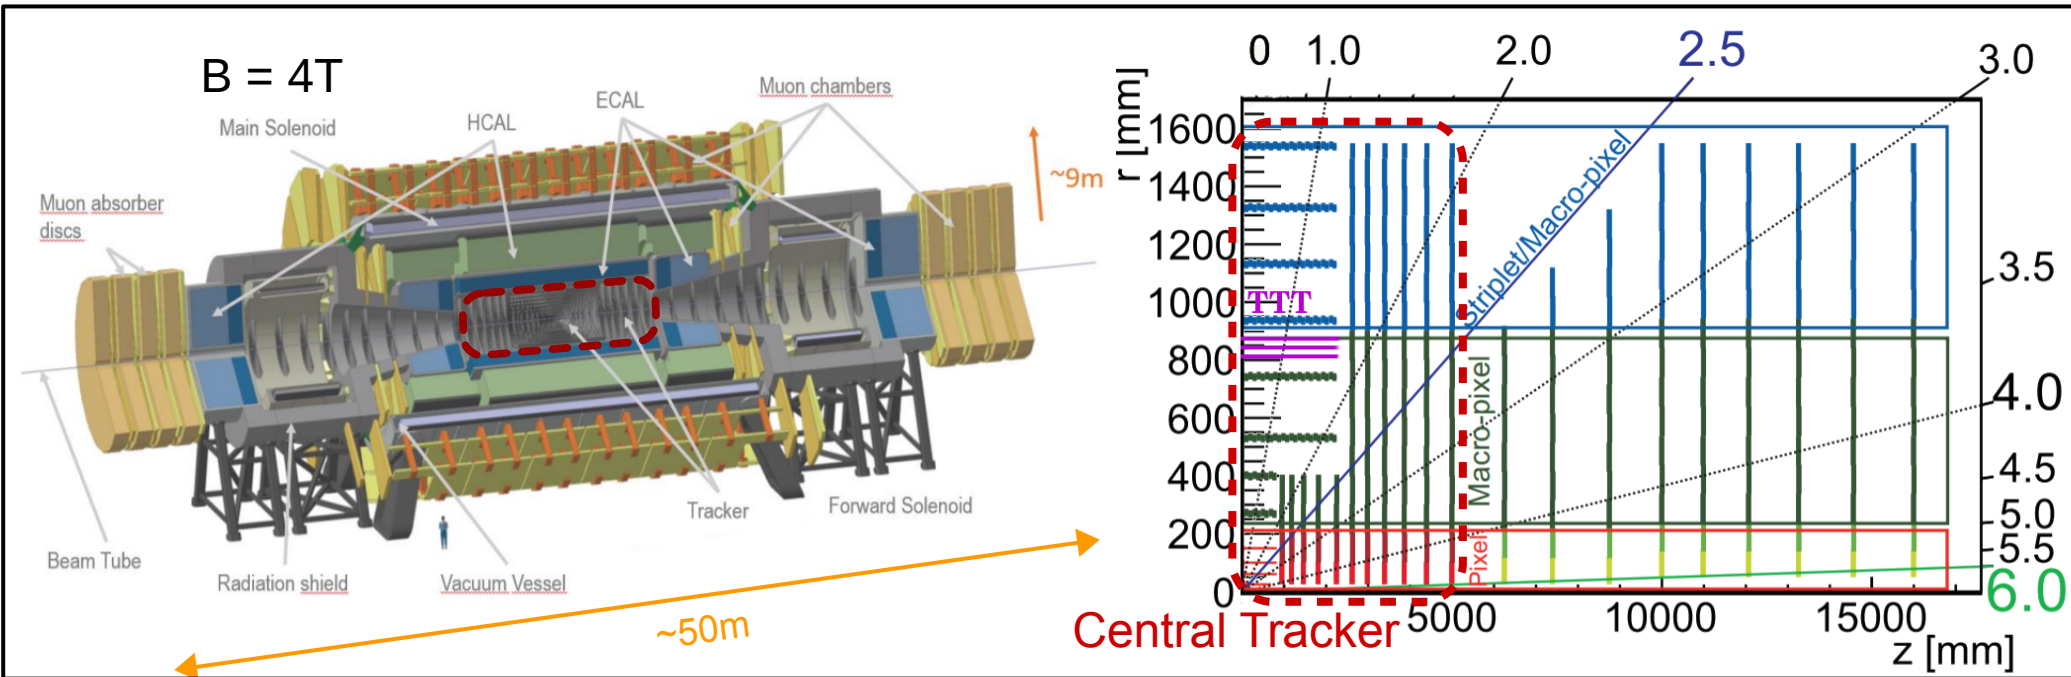 B = 4T
Main Solenoid
HCAL
ECAL
Muon chambers
~9m
Muon absorber
discs
Beam Tube
Radiation shield
Vacuum Vessel
Tracker
Forward Solenoid
~50m
0 1.0 2.0 2.5 3.0
r [mm]
1600
1400
1200
1000
800
600
400
200
0
TTT
Striplet/Macro-pixel
Macro-pixel
Pixel
3.5
4.0
4.5
5.0
5.5
6.0
Central Tracker
5000 10000 15000
z [mm]